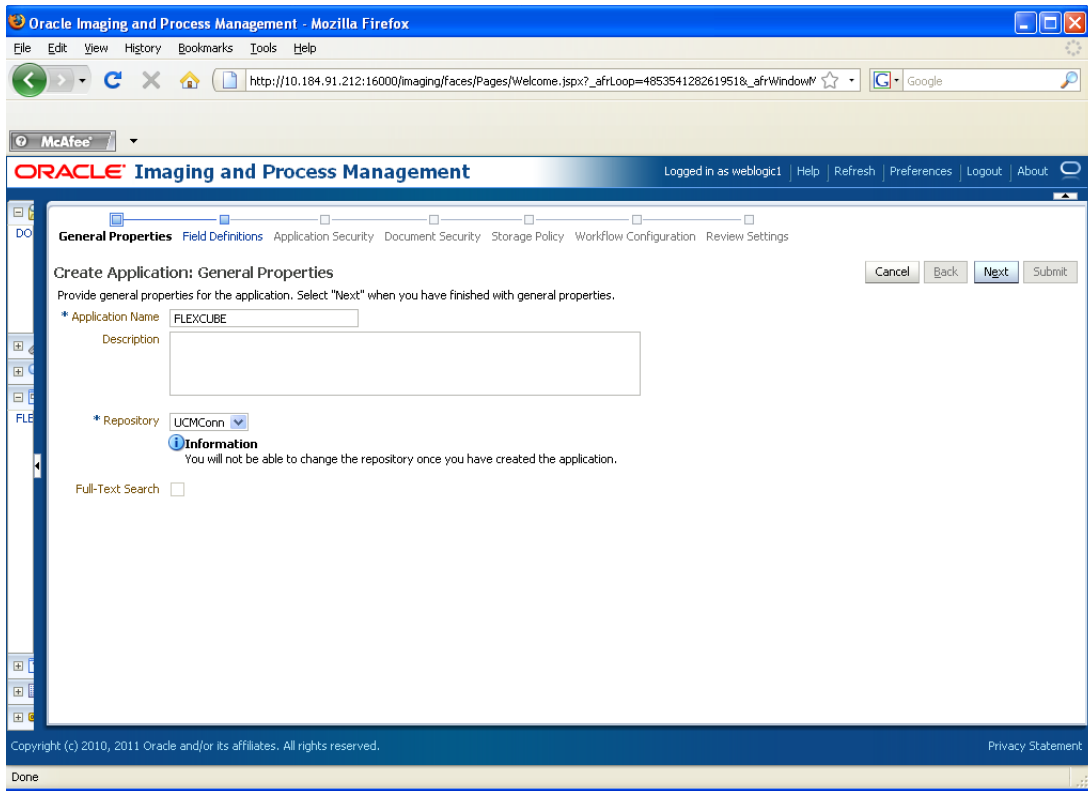 Oracle Imaging and Process Management - Mozilla Firefox
File Edit View History Bookmarks Tools Help
http://10.184.91.212:16000/imaging/faces/Pages/Welcome.jspx?_afrLoop=4853541282619518&_afrWindowM
Google
McAfee
ORACLE Imaging and Process Management
Logged in as weblogic1 Help Refresh Preferences Logout About
DO
General Properties Field Definitions Application Security Document Security Storage Policy Workflow Configuration Review Settings
Create Application: General Properties
Cancel Back Next Submit
Provide general properties for the application. Select "Next" when you have finished with general properties.
* Application Name FLEXCUBE
Description
FLE
* Repository UCMConn
Information
You will not be able to change the repository once you have created the application.
Full-Text Search
Copyright (c) 2010, 2011 Oracle and/or its affiliates. All rights reserved.
Privacy Statement
Done